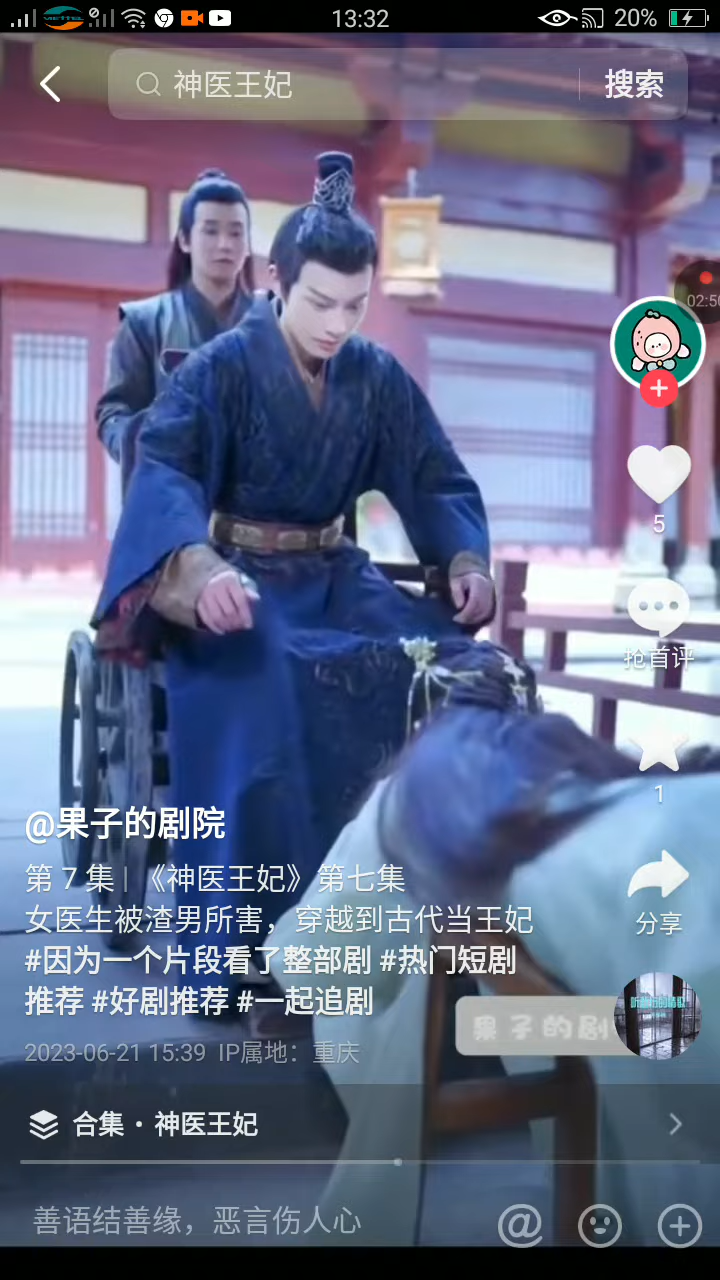 viettel
13:32
20%
神医王妃
搜索
02:50
5
抢首评
1
@果子的剧院
第 7 集 | 《神医王妃》第七集
女医生被渣男所害，穿越到古代当王妃
#因为一个片段看了整部剧 #热门短剧
推荐 #好剧推荐 #一起追剧
分享
果子的剧
2023-06-21 15:39 IP属地：重庆
合集 · 神医王妃
善语结善缘，恶言伤人心